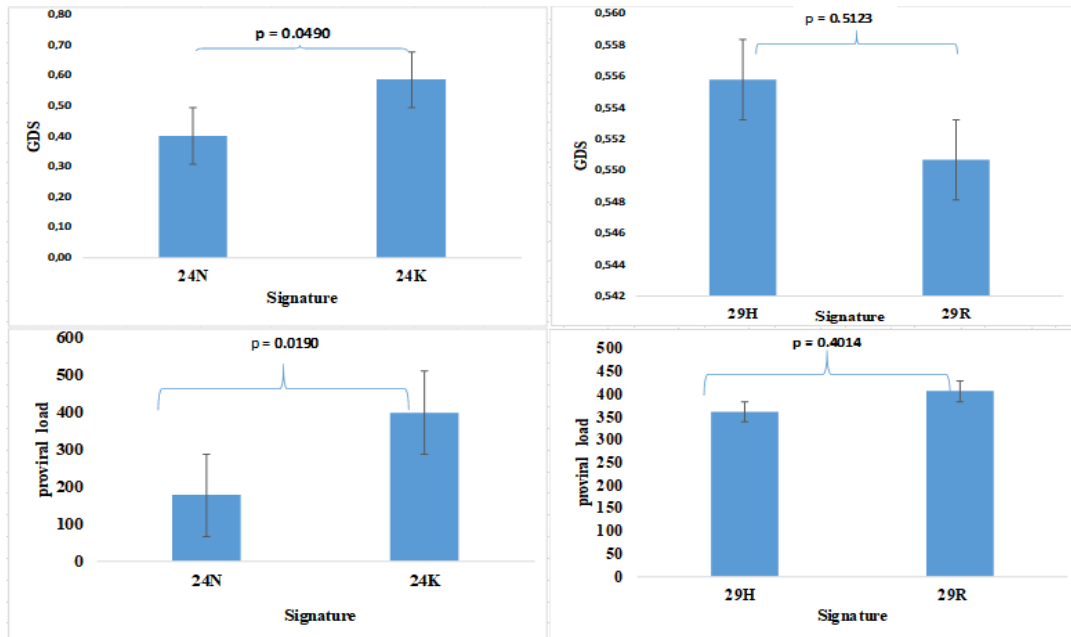 0,80
0,70
0,60
0,50
0,40
0,30
0,20
0,10
0,00
GDS
p = 0.0490
24N
24K
Signature
0,560
0,558
0,556
0,554
0,552
0,550
0,548
0,546
0,544
0,542
GDS
p = 0.5123
29H
29R
Signature
600
500
400
300
200
100
0
proviral load
p = 0.0190
24N
24K
Signature
500
450
400
350
300
250
200
150
100
50
0
proviral load
p = 0.4014
29H
29R
Signature